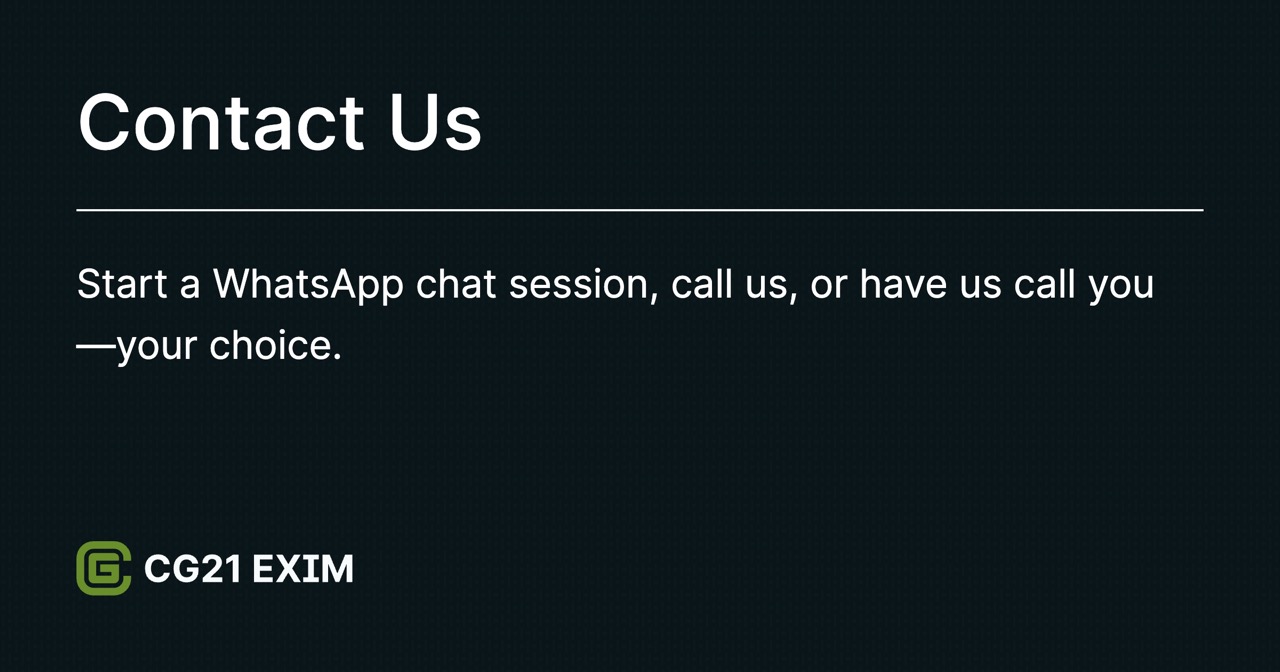 Contact Us
Start a WhatsApp chat session, call us, or have us call you
—your choice.
CG21 EXIM